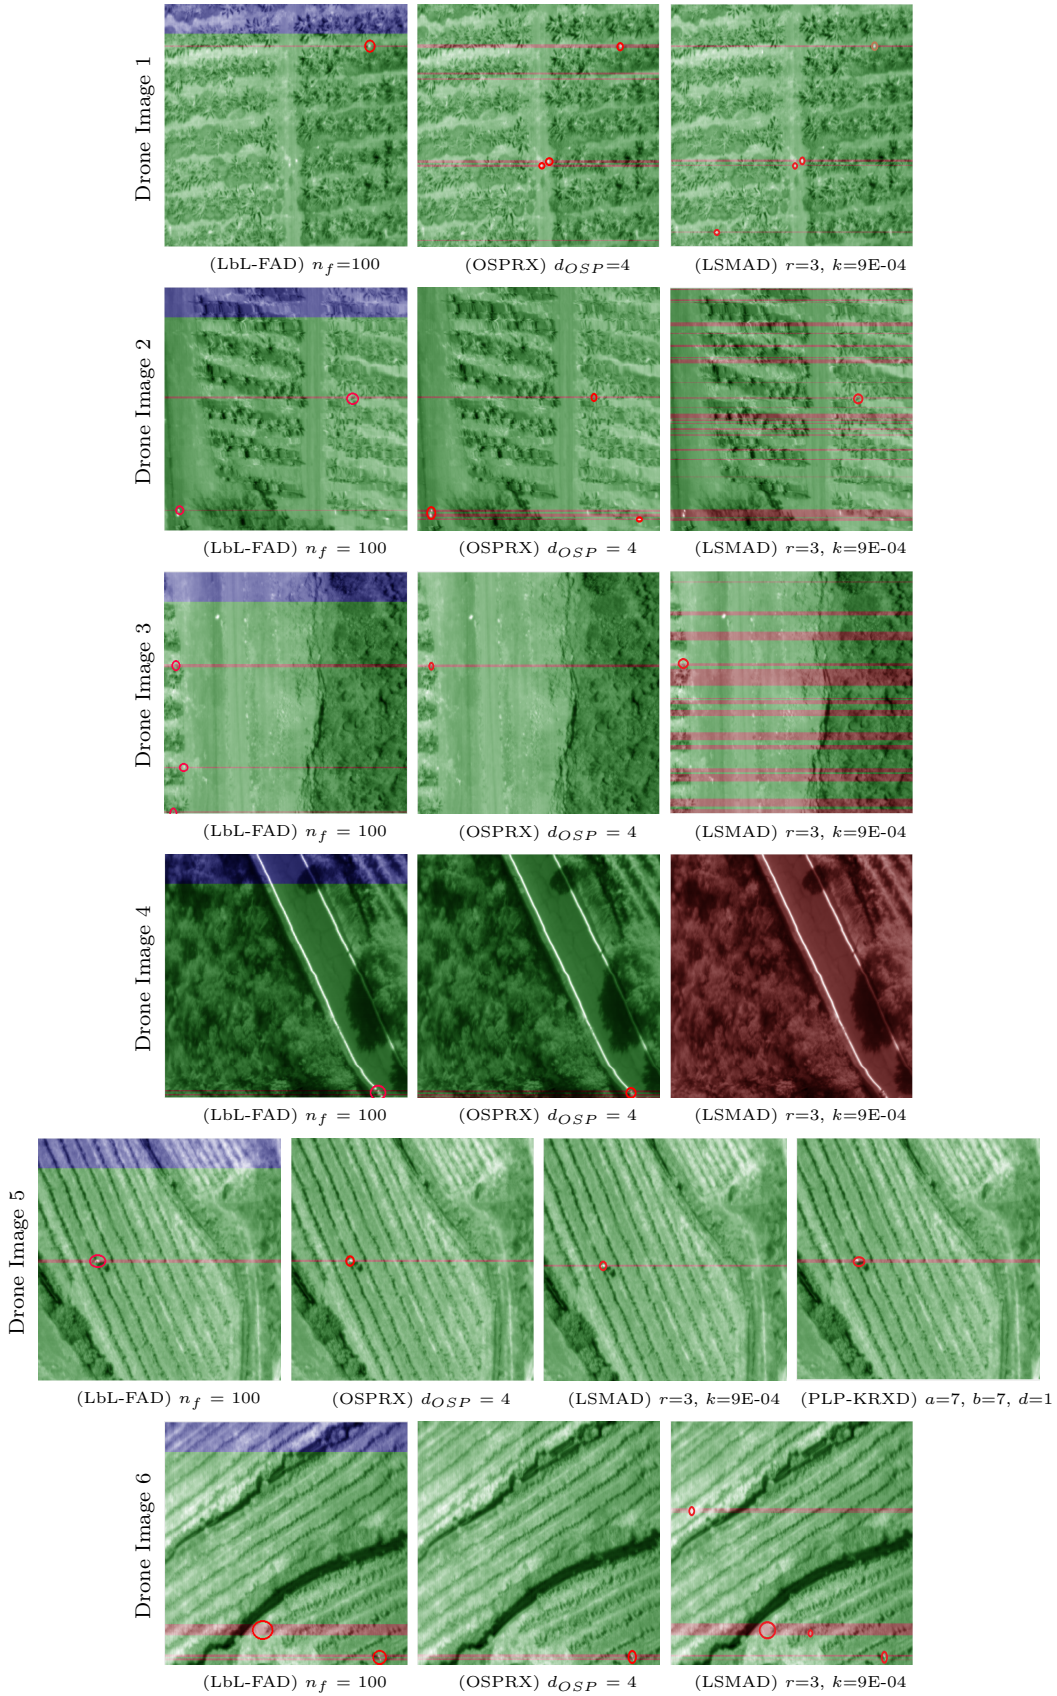 Drone Image 1
(LbL-FAD) n_f=100 (OSPRX) d_OSP=4 (LSMAD) r=3, k=9E-04
Drone Image 2
(LbL-FAD) n_f = 100 (OSPRX) d_OSP = 4 (LSMAD) r=3, k=9E-04
Drone Image 3
(LbL-FAD) n_f = 100 (OSPRX) d_OSP = 4 (LSMAD) r=3, k=9E-04
Drone Image 4
(LbL-FAD) n_f = 100 (OSPRX) d_OSP = 4 (LSMAD) r=3, k=9E-04
Drone Image 5
(LbL-FAD) n_f = 100 (OSPRX) d_OSP = 4 (LSMAD) r=3, k=9E-04 (PLP-KRXD) a=7, b=7, d=1
Drone Image 6
(LbL-FAD) n_f = 100 (OSPRX) d_OSP = 4 (LSMAD) r=3, k=9E-04